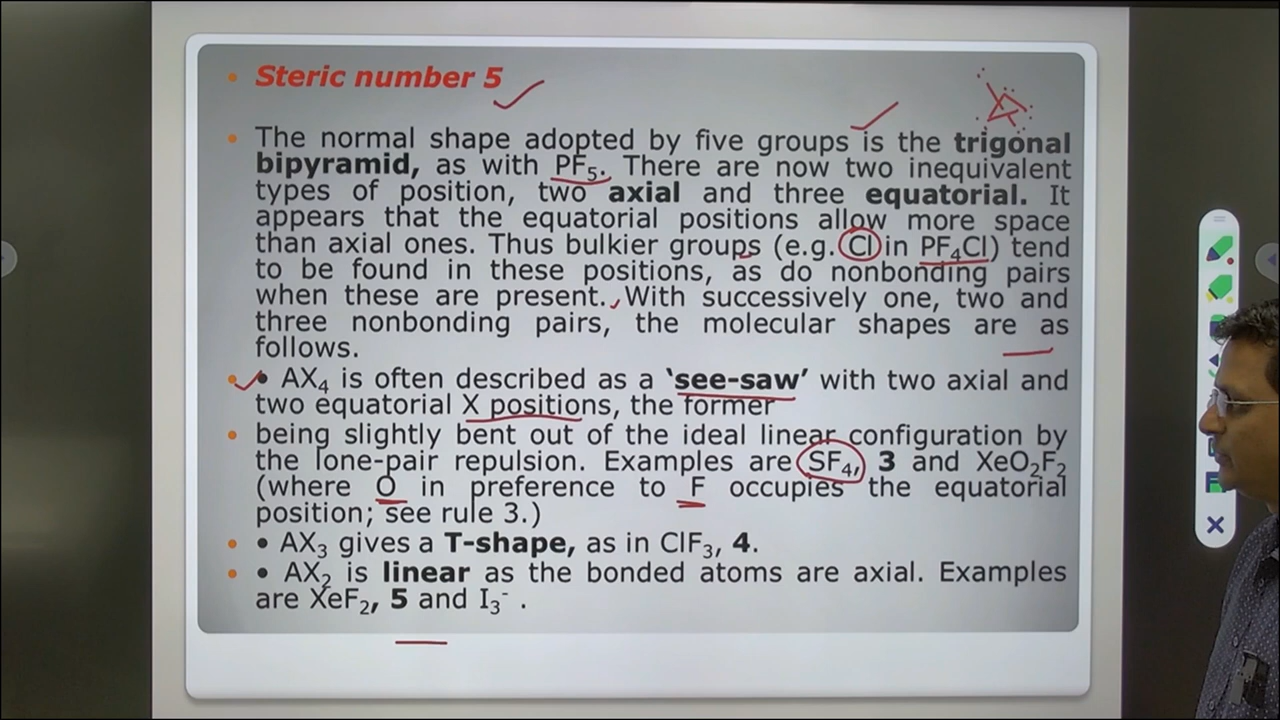 • Steric number 5
• The normal shape adopted by five groups is the trigonal
bipyramid, as with PF₅. There are now two inequivalent
types of position, two axial and three equatorial. It
appears that the equatorial positions allow more space
than axial ones. Thus bulkier groups (e.g. Cl in PF₄Cl) tend
to be found in these positions, as do nonbonding pairs
when these are present. With successively one, two and
three nonbonding pairs, the molecular shapes are as
follows.
• • AX₄ is often described as a ‘see-saw’ with two axial and
two equatorial X positions, the former
• being slightly bent out of the ideal linear configuration by
the lone-pair repulsion. Examples are SF₄, 3 and XeO₂F₂
(where O in preference to F occupies the equatorial
position; see rule 3.)
• • AX₃ gives a T-shape, as in ClF₃, 4.
• • AX₂ is linear as the bonded atoms are axial. Examples
are XeF₂, 5 and I₃⁻ .